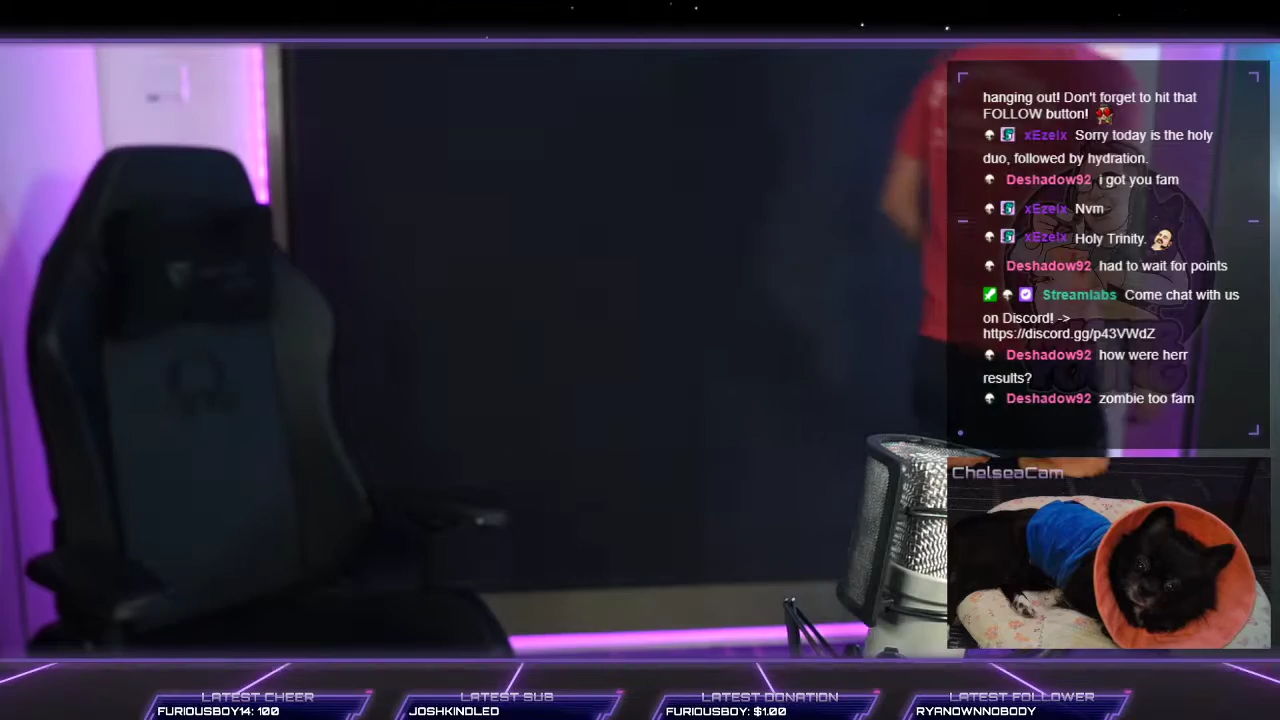 hanging out! Don't forget to hit that
FOLLOW button!
xEzelx Sorry today is the holy
duo, followed by hydration.
Deshadow92 i got you fam
xEzelx Nvm
xEzelx Holy Trinity.
Deshadow92 had to wait for points
Streamlabs Come chat with us
on Discord! ->
https://discord.gg/p43VWdZ
Deshadow92 how were herr
results?
Deshadow92 zombie too fam
ChelseaCam
LATEST CHEER
FURIOUSBOY14: 100
LATEST SUB
JOSHKINDLED
LATEST DONATION
FURIOUSBOY: $1.00
LATEST FOLLOWER
RYANOWNNOBODY